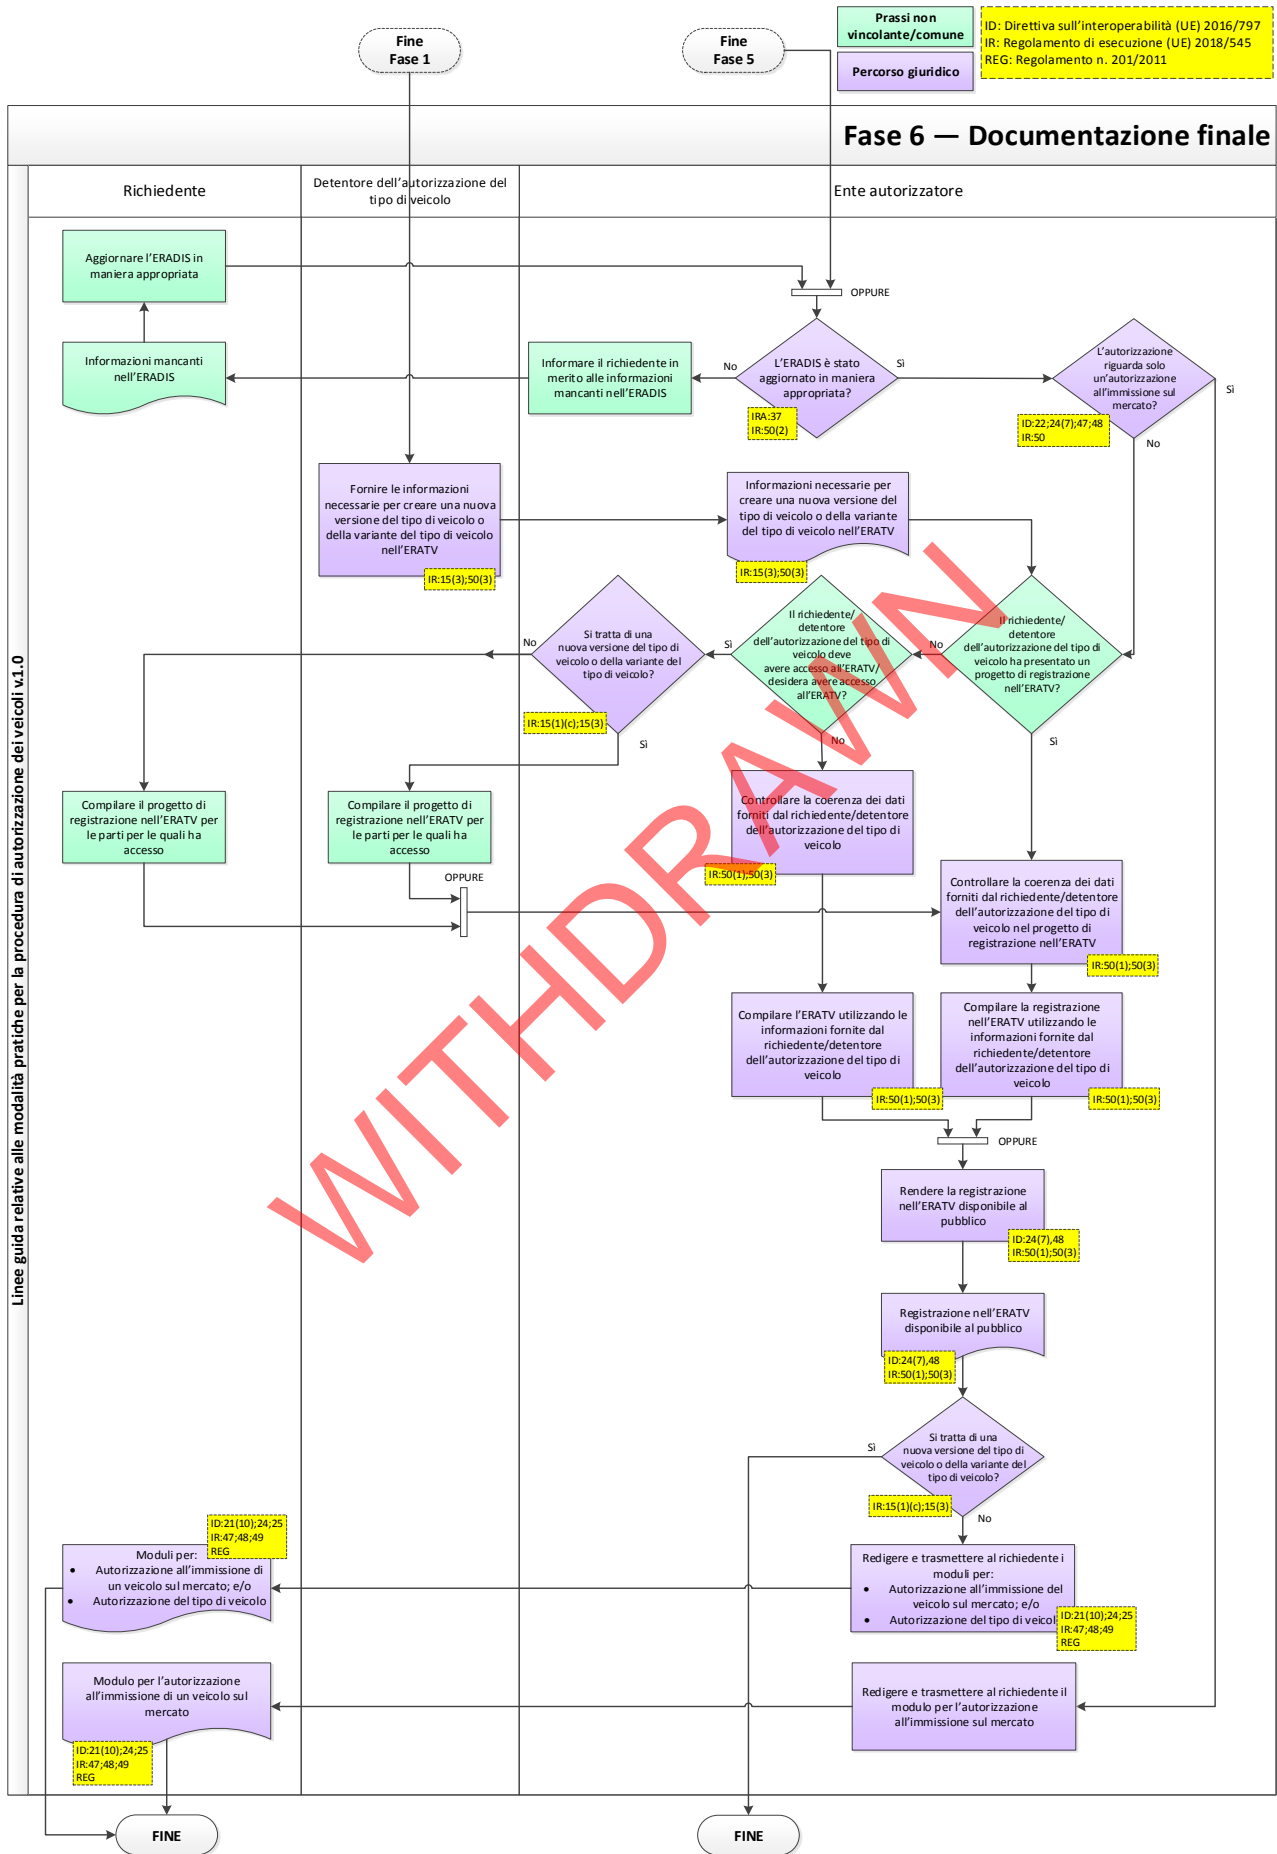 Prassi non
vincolante/comune
Percorso giuridico
ID: Direttiva sull'interoperabilità (UE) 2016/797
IR: Regolamento di esecuzione (UE) 2018/545
REG: Regolamento n. 201/2011
Fine
Fase 1
Fine
Fase 5
Fase 6 — Documentazione finale
Linee guida relative alle modalità pratiche per la procedura di autorizzazione dei veicoli v.1.0
Richiedente
Detentore dell'autorizzazione del
tipo di veicolo
Ente autorizzatore
Aggiornare l'ERADIS in
maniera appropriata
OPPURE
Informazioni mancanti
nell'ERADIS
Informare il richiedente in
merito alle informazioni
mancanti nell'ERADIS
No
L'ERADIS è stato
aggiornato in maniera
appropriata?
Sì
IRA:37
IR:50(2)
L'autorizzazione
riguarda solo
un'autorizzazione
all'immissione sul
mercato?
Sì
ID:22;24(7);47;48
IR:50
No
Fornire le informazioni
necessarie per creare una nuova
versione del tipo di veicolo o
della variante del tipo di veicolo
nell'ERATV
IR:15(3);50(3)
Informazioni necessarie per
creare una nuova versione del
tipo di veicolo o della variante
del tipo di veicolo nell'ERATV
IR:15(3);50(3)
No
Si tratta di una
nuova versione del tipo di
veicolo o della variante del
tipo di veicolo?
IR:15(1)(c);15(3)
Sì
Sì
Il richiedente/
detentore
dell'autorizzazione del tipo di
veicolo deve
avere accesso all'ERATV/
desidera avere accesso
all'ERATV?
No
No
Il richiedente/
detentore
dell'autorizzazione del tipo di
veicolo ha presentato un
progetto di registrazione
nell'ERATV?
Sì
Compilare il progetto di
registrazione nell'ERATV per
le parti per le quali ha
accesso
Compilare il progetto di
registrazione nell'ERATV per
le parti per le quali ha
accesso
OPPURE
Controllare la coerenza dei dati
forniti dal richiedente/detentore
dell'autorizzazione del tipo di
veicolo
IR:50(1);50(3)
Controllare la coerenza dei dati
forniti dal richiedente/detentore
dell'autorizzazione del tipo di
veicolo nel progetto di
registrazione nell'ERATV
IR:50(1);50(3)
Compilare l'ERATV utilizzando le
informazioni fornite dal
richiedente/detentore
dell'autorizzazione del tipo di
veicolo
IR:50(1);50(3)
Compilare la registrazione
nell'ERATV utilizzando le
informazioni fornite dal
richiedente/detentore
dell'autorizzazione del tipo di
veicolo
IR:50(1);50(3)
OPPURE
Rendere la registrazione
nell'ERATV disponibile al
pubblico
ID:24(7),48
IR:50(1);50(3)
Registrazione nell'ERATV
disponibile al pubblico
ID:24(7),48
IR:50(1);50(3)
Sì
Si tratta di una
nuova versione del tipo di
veicolo o della variante del
tipo di veicolo?
IR:15(1)(c);15(3)
No
ID:21(10);24;25
IR:47;48;49
REG
Moduli per:
• Autorizzazione all'immissione di
un veicolo sul mercato; e/o
• Autorizzazione del tipo di veicolo
Redigere e trasmettere al richiedente i
moduli per:
• Autorizzazione all'immissione del
veicolo sul mercato; e/o
• Autorizzazione del tipo di veicol
ID:21(10);24;25
IR:47;48;49
REG
Modulo per l'autorizzazione
all'immissione di un veicolo sul
mercato
ID:21(10);24;25
IR:47;48;49
REG
Redigere e trasmettere al richiedente il
modulo per l'autorizzazione
all'immissione sul mercato
FINE
FINE
WITHDRAWN